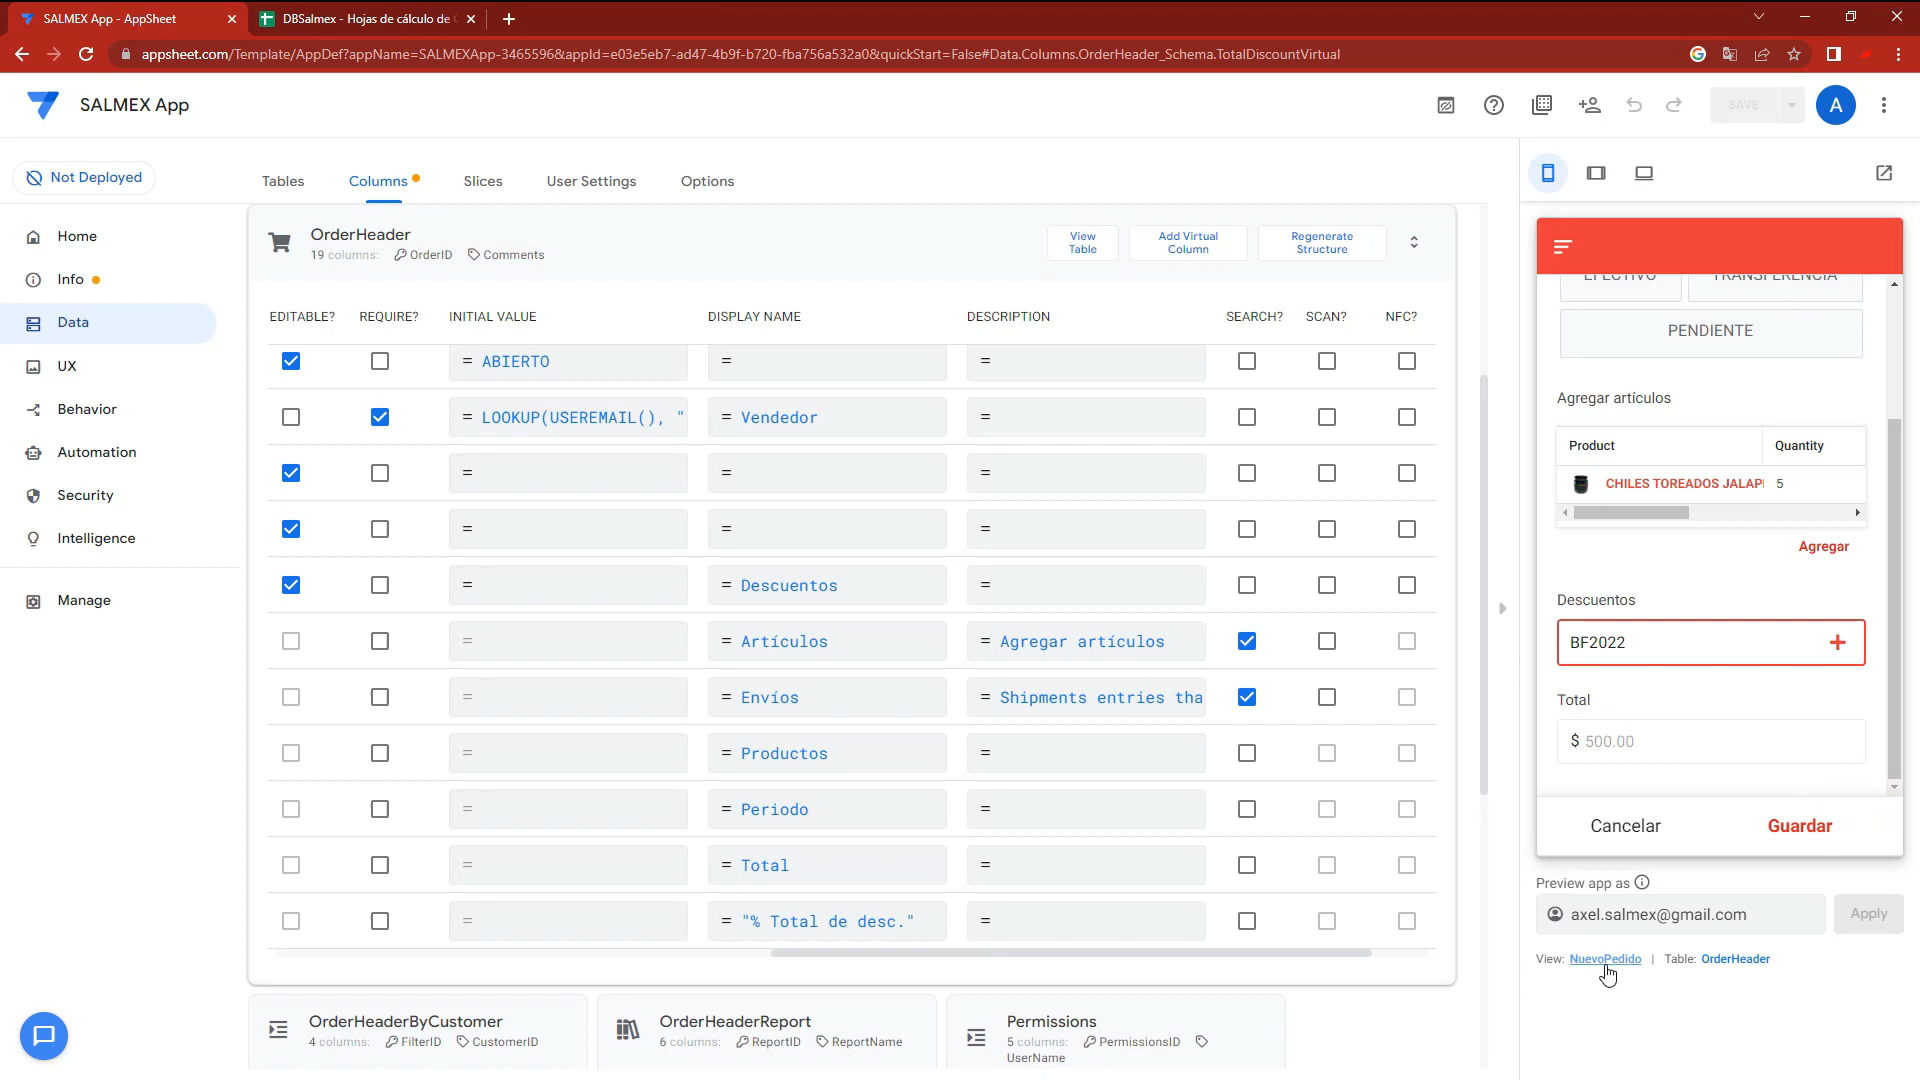 SALMEX App - AppSheet
DBSalmex - Hojas de cálculo de
appsheet.com/Template/AppDef?appName=SALMEXApp-3465596&appId=e03e5eb7-ad47-4b9f-b720-fba756a532a0&quickStart=False#Data.Columns.OrderHeader_Schema.TotalDiscountVirtual
SALMEX App
SAVE
A
Not Deployed
Home
Info
Data
UX
Behavior
Automation
Security
Intelligence
Manage
Tables
Columns
Slices
User Settings
Options
OrderHeader
19 columns: OrderID Comments
View Table
Add Virtual Column
Regenerate Structure
EDITABLE? REQUIRE? INITIAL VALUE DISPLAY NAME DESCRIPTION SEARCH? SCAN? NFC?
= ABIERTO = =
= LOOKUP(USEREMAIL(), " = Vendedor =
= = =
= = =
= = Descuentos =
= = Artículos = Agregar artículos
= = Envíos = Shipments entries tha
= = Productos =
= = Periodo =
= = Total =
= = "% Total de desc." =
OrderHeaderByCustomer
4 columns: FilterID CustomerID
OrderHeaderReport
6 columns: ReportID ReportName
Permissions
5 columns: PermissionsID
UserName
EFECTIVO TRANSFERENCIA
PENDIENTE
Agregar artículos
Product Quantity
CHILES TOREADOS JALAP 5
Agregar
Descuentos
BF2022
Total
$ 500.00
Cancelar Guardar
Preview app as
axel.salmex@gmail.com Apply
View: NuevoPedido | Table: OrderHeader